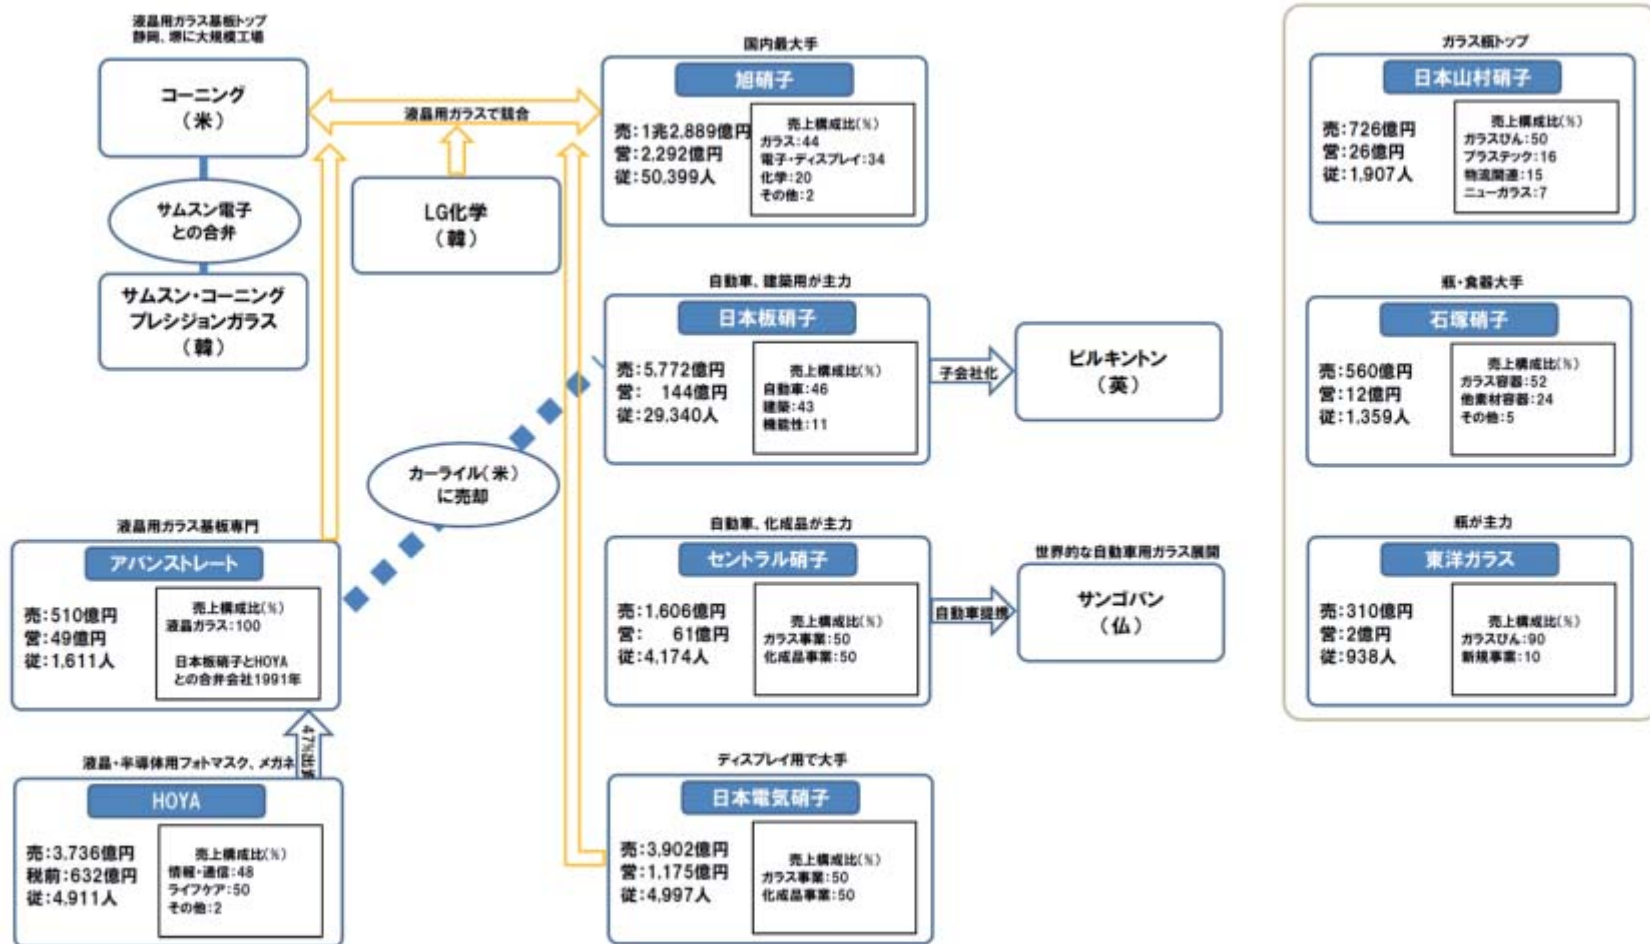 液晶用ガラス基板トップ
静岡、堺に大規模工場
コーニング
(米)
サムスン電子
との合弁
サムスン・コーニング
プレシジョンガラス
(韓)
液晶用ガラスで競合
LG化学
(韓)
国内最大手
旭硝子
売:1兆2,889億円
営:2,292億円
従:50,399人
売上構成比(%)
ガラス:44
電子・ディスプレイ:34
化学:20
その他:2
自動車、建築用が主力
日本板硝子
売:5,772億円
営: 144億円
従:29,340人
売上構成比(%)
自動車:46
建築:43
機能性:11
子会社化
ピルキントン
(英)
カーライル(米)
に売却
液晶用ガラス基板専門
アバンストレート
売:510億円
営:49億円
従:1,611人
売上構成比(%)
液晶ガラス:100
日本板硝子とHOYA
との合弁会社1991年
自動車、化成品が主力
セントラル硝子
売:1,606億円
営: 61億円
従:4,174人
売上構成比(%)
ガラス事業:50
化成品事業:50
自動車提携
世界的な自動車用ガラス展開
サンゴバン
(仏)
47%出資
液晶・半導体用フォトマスク、メガネ
HOYA
売:3,736億円
税前:632億円
従:4,911人
売上構成比(%)
情報・通信:48
ライフケア:50
その他:2
ディスプレイ用で大手
日本電気硝子
売:3,902億円
営:1,175億円
従:4,997人
売上構成比(%)
ガラス事業:50
化成品事業:50
ガラス瓶トップ
日本山村硝子
売:726億円
営:26億円
従:1,907人
売上構成比(%)
ガラスびん:50
プラステック:16
物流関連:15
ニューガラス:7
瓶・食器大手
石塚硝子
売:560億円
営:12億円
従:1,359人
売上構成比(%)
ガラス容器:52
他素材容器:24
その他:5
瓶が主力
東洋ガラス
売:310億円
営:2億円
従:938人
売上構成比(%)
ガラスびん:90
新規事業:10